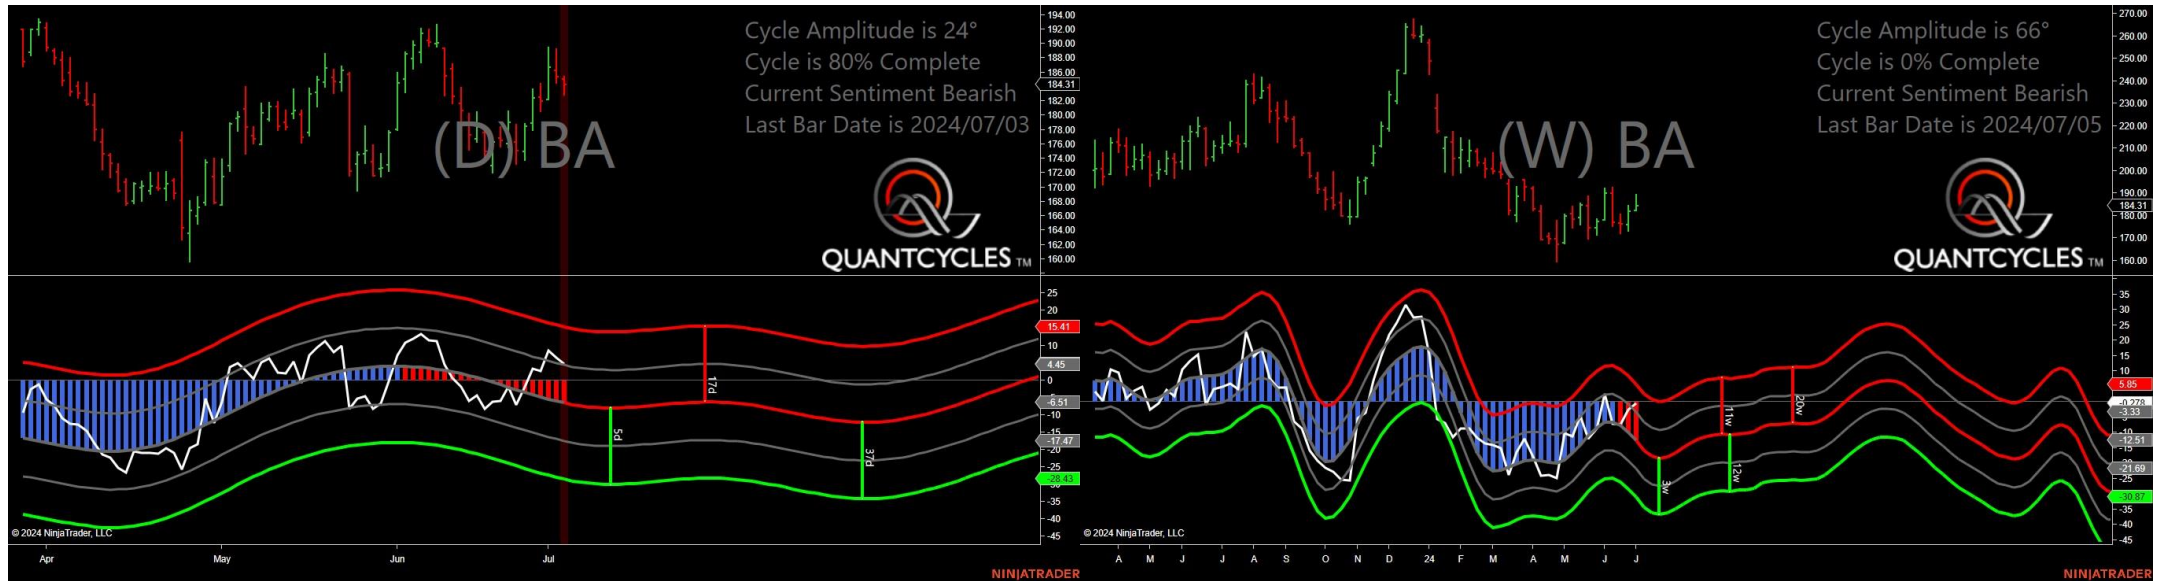 Cycle Amplitude is 24°
Cycle is 80% Complete
Current Sentiment Bearish
Last Bar Date is 2024/07/03
(D) BA
QUANTCYCLES TM
194.00
192.00
190.00
188.00
186.00
184.31
182.00
180.00
178.00
176.00
174.00
172.00
170.00
168.00
166.00
164.00
162.00
160.00
25
20
15.41
10
4.45
0
-6.51
-10
-17.47
-20
-25
-28.43
-35
-40
-45
5d
17d
37d
© 2024 NinjaTrader, LLC
Apr
May
Jun
Jul
NINJATRADER
Cycle Amplitude is 66°
Cycle is 0% Complete
Current Sentiment Bearish
Last Bar Date is 2024/07/05
(W) BA
QUANTCYCLES TM
270.00
260.00
250.00
240.00
230.00
220.00
210.00
200.00
190.00
184.31
180.00
170.00
160.00
35
30
25
20
15
10
5.85
-0.278
-3.33
-12.51
-21.69
-25
-30.87
-35
-40
-45
3w
11w
12w
20w
© 2024 NinjaTrader, LLC
A
M
J
J
A
S
O
N
D
24
F
M
A
M
J
J
NINJATRADER